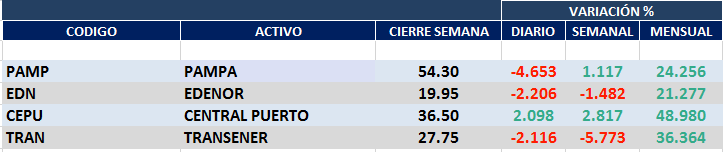 VARIACIÓN %
CODIGO ACTIVO CIERRE SEMANA DIARIO SEMANAL MENSUAL
PAMP PAMPA 54.30 -4.653 1.117 24.256
EDN EDENOR 19.95 -2.206 -1.482 21.277
CEPU CENTRAL PUERTO 36.50 2.098 2.817 48.980
TRAN TRANSENER 27.75 -2.116 -5.773 36.364